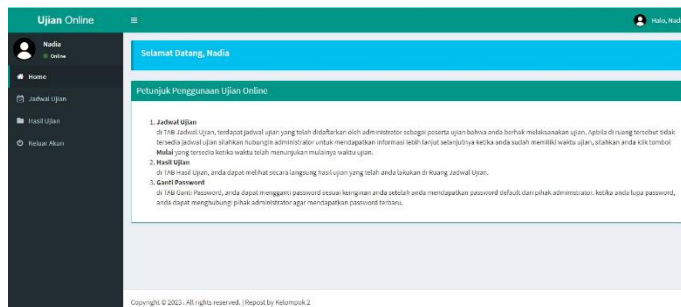 Ujian Online
Halo, Nad
Nadia
Online
Home
Jadwal Ujian
Hasil Ujian
Keluar Akun
Selamat Datang, Nadia
Petunjuk Penggunaan Ujian Online
1. Jadwal Ujian
di TAB Jadwal Ujian, terdapat jadwal ujian yang telah didaftarkan oleh administrator sebagai peserta ujian bahwa anda berhak melaksanakan ujian. Apbila di ruang tersebut tidak
tersedia jadwal ujian silahkan hubungin administrator untuk mendapatkan informasi lebih lanjut selanjutnya ketika anda sudah memiliki waktu ujian, silahkan anda klik tombol
Mulai yang tersedia ketika waktu telah menunjukan mulainya waktu ujian.
2. Hasil Ujian
di TAB Hasil Ujian, anda dapat melihat secara langsung hasil ujian yang telah anda lakukan di Ruang Jadwal Ujian.
3. Ganti Password
di TAB Ganti Password, anda dapat mengganti password sesuai keinginan anda setelah anda mendapatkan password default dari pihak administrator. ketika anda lupa password,
anda dapat menghubungi pihak administrator agar mendapatkan password terbaru.
Copyright © 2023. All rights reserved. | Repost by Kelompok 2